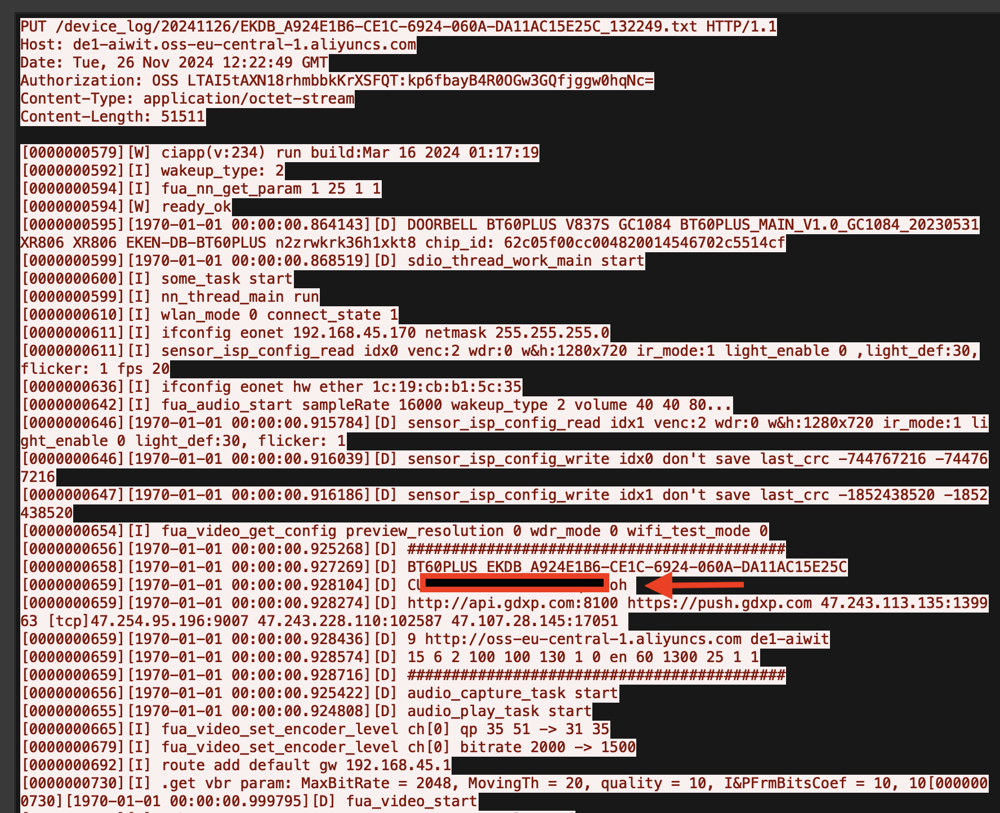 PUT /device_log/20241126/EKDB_A924E1B6-CE1C-6924-060A-DA11AC15E25C_132249.txt HTTP/1.1
Host: de1-aiwit.oss-eu-central-1.aliyuncs.com
Date: Tue, 26 Nov 2024 12:22:49 GMT
Authorization: OSS LTAI5tAXN18rhmbbkKrXSFQT:kp6fbayB4R0OGw3GQfjggw0hqNc=
Content-Type: application/octet-stream
Content-Length: 51511
[0000000579][W] ciapp(v:234) run build:Mar 16 2024 01:17:19
[0000000592][I] wakeup_type: 2
[0000000594][I] fua_nn_get_param 1 25 1 1
[0000000594][W] ready_ok
[0000000595][1970-01-01 00:00:00.864143][D] DOORBELL BT60PLUS V837S GC1084 BT60PLUS_MAIN_V1.0_GC1084_20230531
XR806 XR806 EKEN-DB-BT60PLUS n2zrwkrk36h1xkt8 chip_id: 62c05f00cc004820014546702c5514cf
[0000000599][1970-01-01 00:00:00.868519][D] sdio_thread_work_main start
[0000000600][I] some_task start
[0000000599][I] nn_thread_main run
[0000000610][I] wlan_mode 0 connect_state 1
[0000000611][I] ifconfig eonet 192.168.45.170 netmask 255.255.255.0
[0000000611][I] sensor_isp_config_read idx0 venc:2 wdr:0 w&h:1280x720 ir_mode:1 light_enable 0 ,light_def:30,
flicker: 1 fps 20
[0000000636][I] ifconfig eonet hw ether 1c:19:cb:b1:5c:35
[0000000642][I] fua_audio_start sampleRate 16000 wakeup_type 2 volume 40 40 80...
[0000000646][1970-01-01 00:00:00.915784][D] sensor_isp_config_read idx1 venc:2 wdr:0 w&h:1280x720 ir_mode:1 li
ght_enable 0 light_def:30, flicker: 1
[0000000646][1970-01-01 00:00:00.916039][D] sensor_isp_config_write idx0 don't save last_crc -744767216 -74476
7216
[0000000647][1970-01-01 00:00:00.916186][D] sensor_isp_config_write idx1 don't save last_crc -1852438520 -1852
438520
[0000000654][I] fua_video_get_config preview_resolution 0 wdr_mode 0 wifi_test_mode 0
[0000000656][1970-01-01 00:00:00.925268][D] ###########################################
[0000000658][1970-01-01 00:00:00.927269][D] BT60PLUS EKDB_A924E1B6-CE1C-6924-060A-DA11AC15E25C
[0000000659][1970-01-01 00:00:00.928104][D] CU oh
[0000000659][1970-01-01 00:00:00.928274][D] http://api.gdxp.com:8100 https://push.gdxp.com 47.243.113.135:1399
63 [tcp]47.254.95.196:9007 47.243.228.110:102587 47.107.28.145:17051
[0000000659][1970-01-01 00:00:00.928436][D] 9 http://oss-eu-central-1.aliyuncs.com de1-aiwit
[0000000659][1970-01-01 00:00:00.928574][D] 15 6 2 100 100 130 1 0 en 60 1300 25 1 1
[0000000659][1970-01-01 00:00:00.928716][D] ###########################################
[0000000656][1970-01-01 00:00:00.925422][D] audio_capture_task start
[0000000655][1970-01-01 00:00:00.924808][D] audio_play_task start
[0000000665][I] fua_video_set_encoder_level ch[0] qp 35 51 -> 31 35
[0000000679][I] fua_video_set_encoder_level ch[0] bitrate 2000 -> 1500
[0000000692][I] route add default gw 192.168.45.1
[0000000730][I] .get vbr param: MaxBitRate = 2048, MovingTh = 20, quality = 10, I&PFrmBitsCoef = 10, 10[000000
0730][1970-01-01 00:00:00.999795][D] fua_video_start